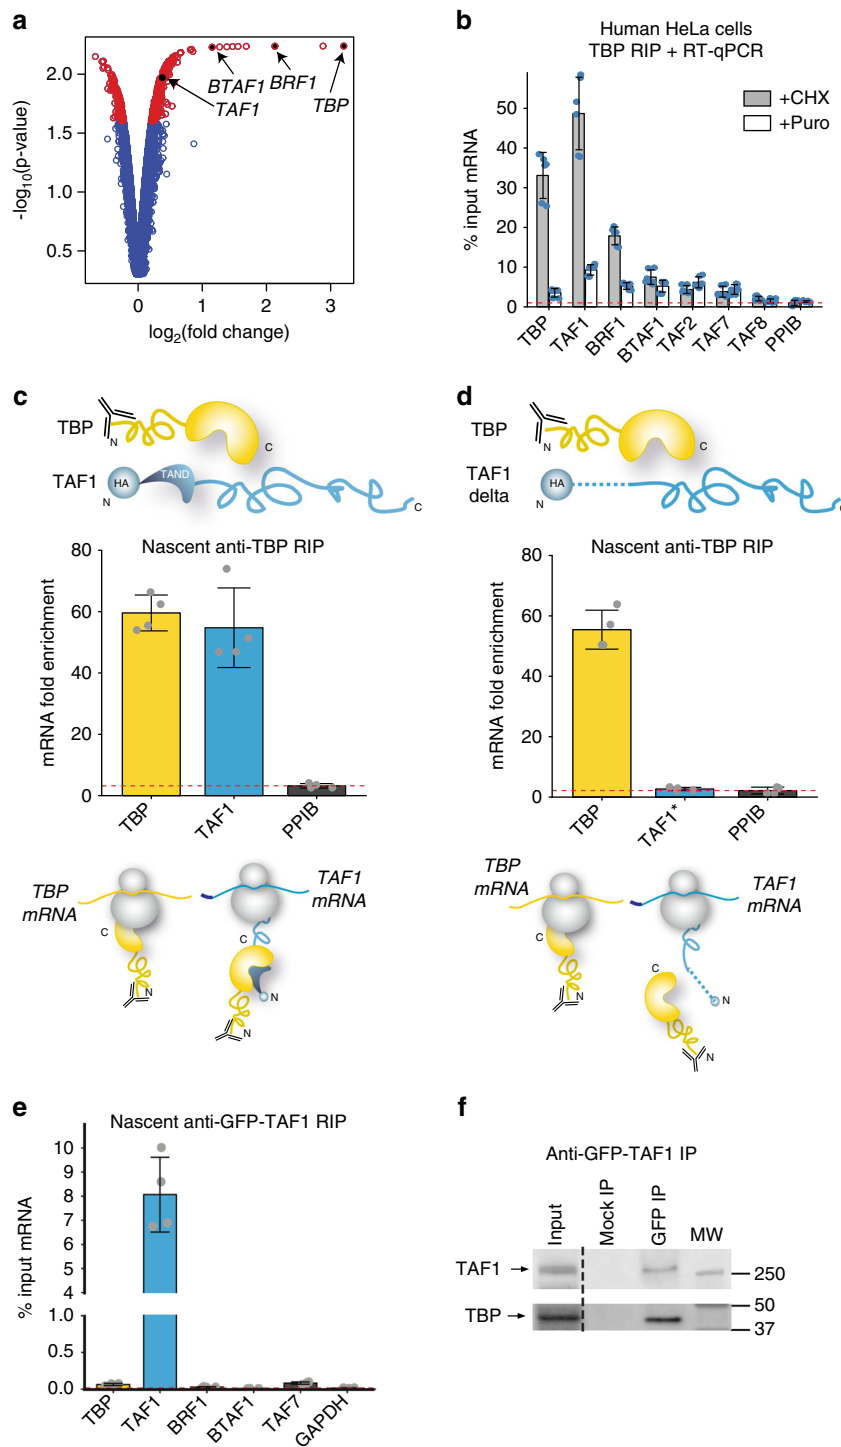 a
2.0
1.5
1.0
0.5
-log10(p-value)
0
1
2
3
log2(fold change)
BTAF1
TAF1
BRF1
TBP
b
Human HeLa cells
TBP RIP + RT-qPCR
+CHX
+Puro
50
40
30
20
10
0
% input mRNA
TBP
TAF1
BRF1
BTAF1
TAF2
TAF7
TAF8
PPIB
c
TBP
N
C
TAF1
HA
TAND
N
C
Nascent anti-TBP RIP
80
60
40
20
0
mRNA fold enrichment
TBP
TAF1
PPIB
TBP
mRNA
TAF1
mRNA
C
N
C
N
N
d
TBP
N
C
TAF1
delta
HA
N
C
Nascent anti-TBP RIP
80
60
40
20
0
mRNA fold enrichment
TBP
TAF1*
PPIB
TBP
mRNA
TAF1
mRNA
C
N
C
N
N
e
Nascent anti-GFP-TAF1 RIP
10
9
8
7
6
5
4
1.0
0.5
0.0
% input mRNA
TBP
TAF1
BRF1
BTAF1
TAF7
GAPDH
f
Anti-GFP-TAF1 IP
Input
Mock IP
GFP IP
MW
TAF1
250
TBP
50
37